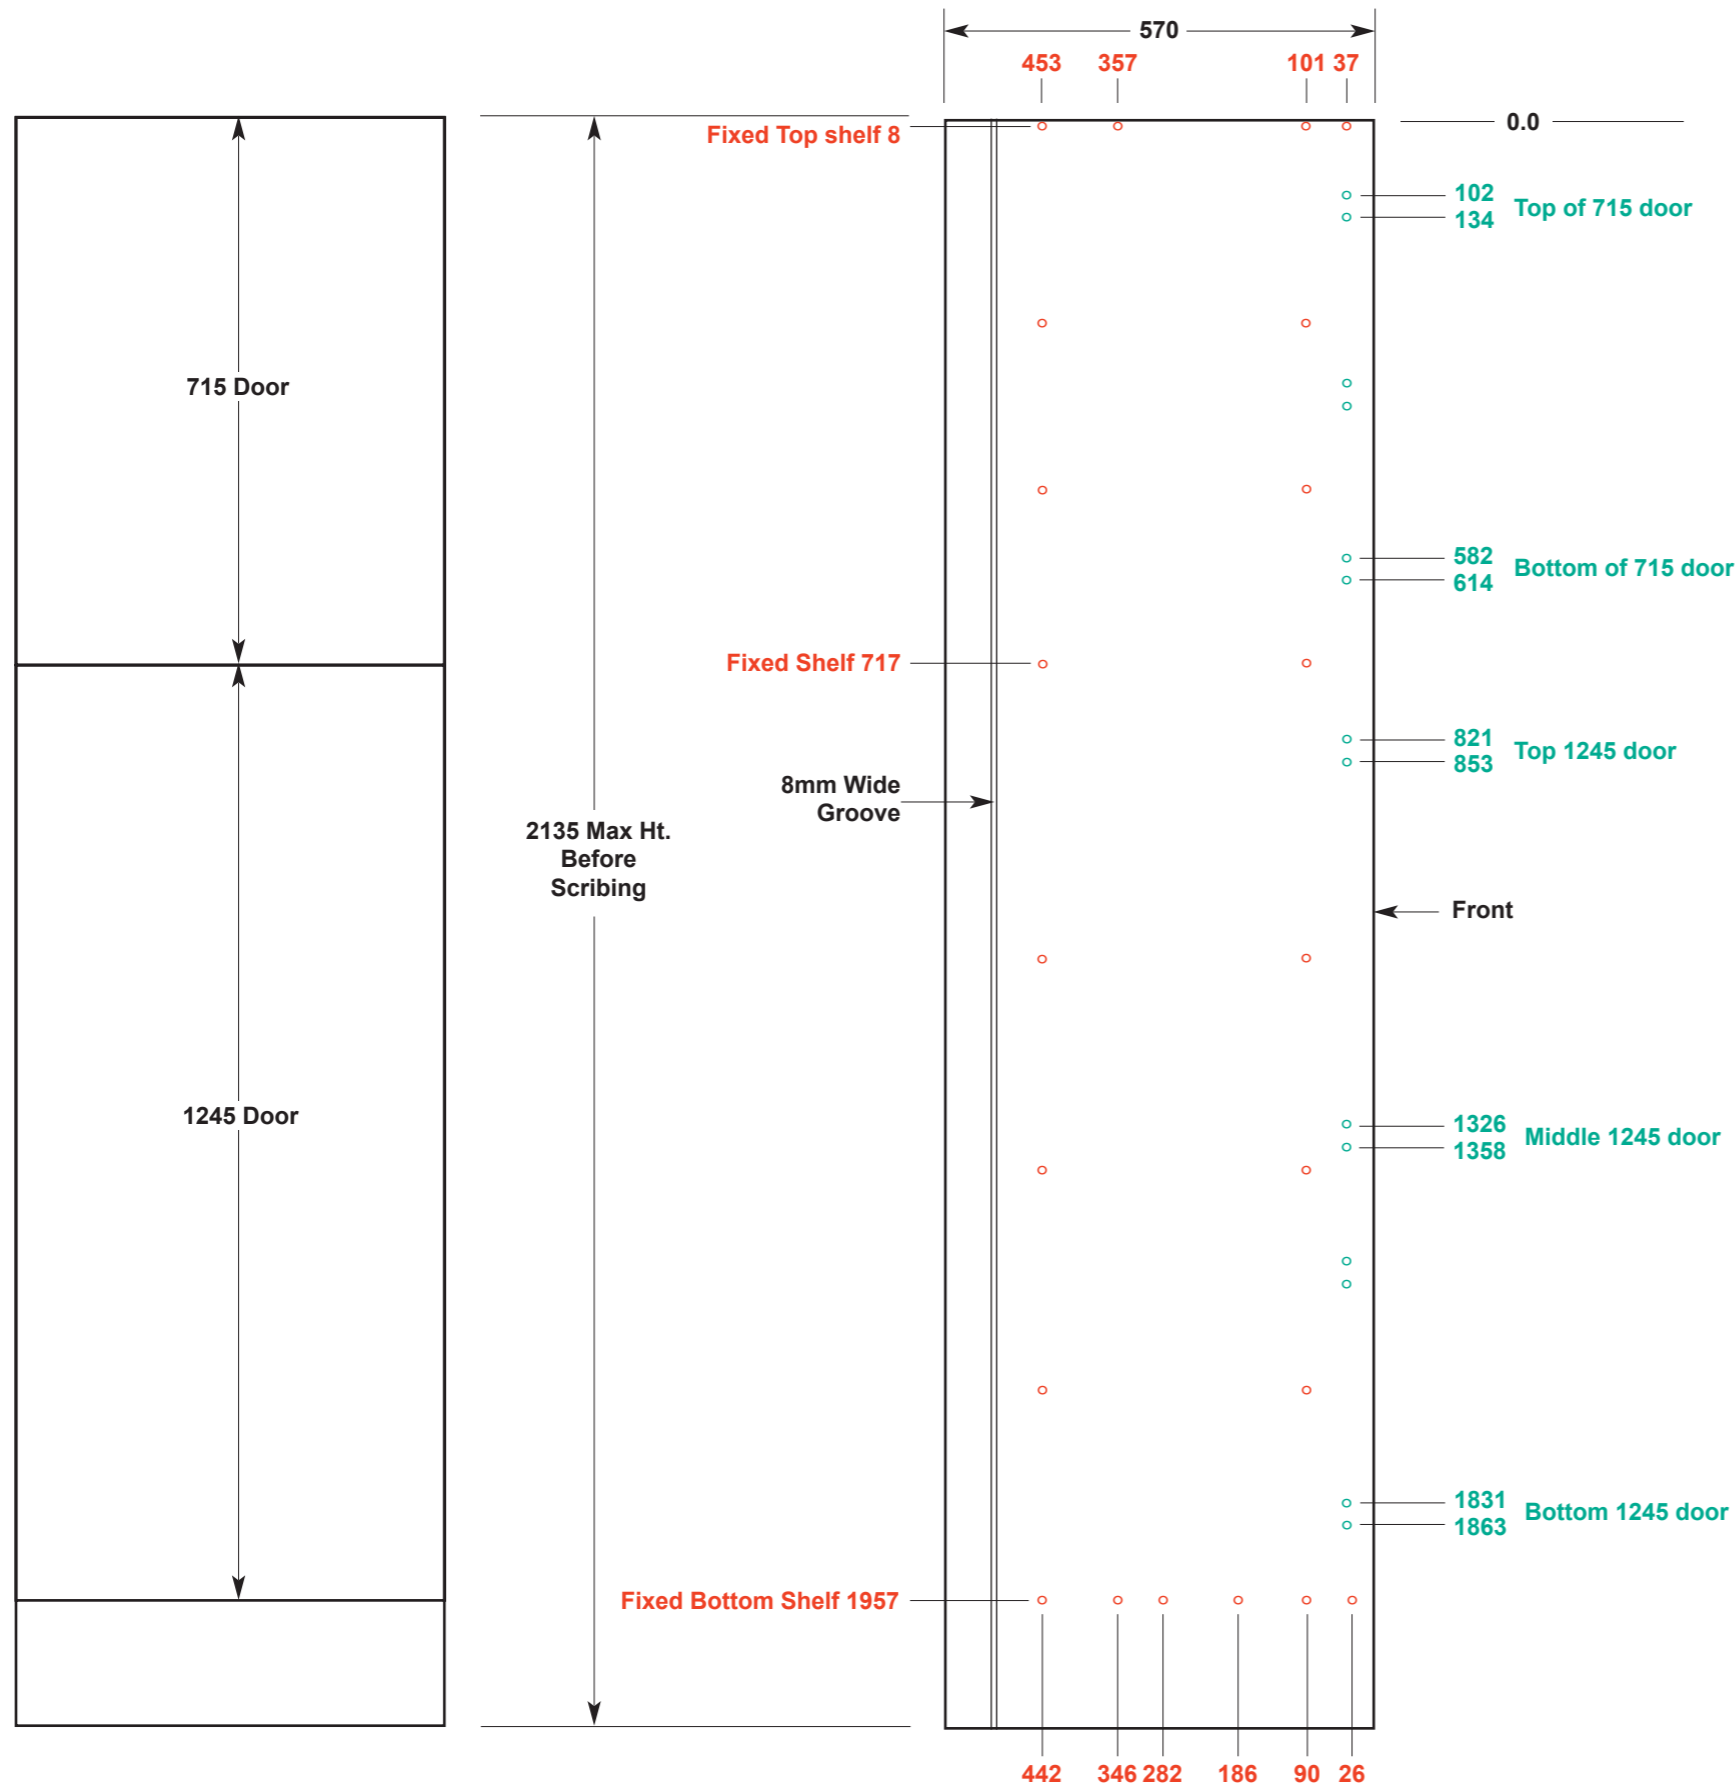 570
453 357 101 37
Fixed Top shelf 8
0.0
102
134
Top of 715 door
715 Door
582
614
Bottom of 715 door
Fixed Shelf 717
821
853
Top 1245 door
8mm Wide
Groove
2135 Max Ht.
Before
Scribing
Front
1245 Door
1326
1358
Middle 1245 door
1831
1863
Bottom 1245 door
Fixed Bottom Shelf 1957
442 346 282 186 90 26